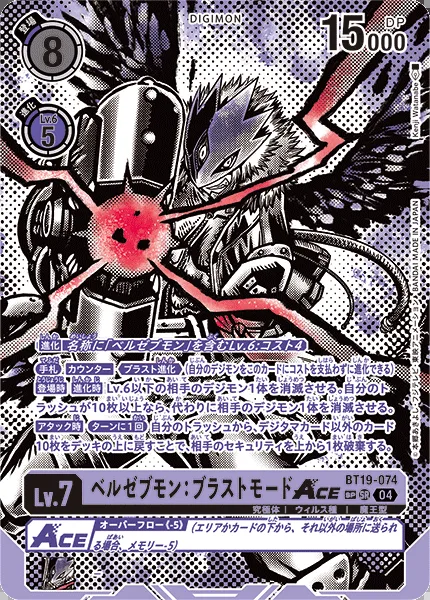 登場
8
DIGIMON
DP
15000
進化
Lv.6
5
Kenji Watanabe
BANDAI MADE IN JAPAN
進化 名称に「ベルゼブモン」を含むLv.6:コスト4
手札 カウンター ブラスト進化 (自分のデジモンをこのカードにコストを支払わずに進化できる)
登場時 進化時 Lv.6以下の相手のデジモン1体を消滅させる。自分のト
ラッシュが10枚以上なら、代わりに相手のデジモン1体を消滅させる。
アタック時 ターンに1回 自分のトラッシュから、デジタマカード以外のカード
10枚をデッキの上に戻すことで、相手のセキュリティを上から1枚破棄する。
Lv.7
ベルゼブモン:ブラストモードACE
BT19-074
BP SR 04
究極体 | ウィルス種 | 魔王型
ACE オーバーフロー《-5》 (エリアかカードの下から、それ以外の場所に送られ
る場合、メモリー-5)